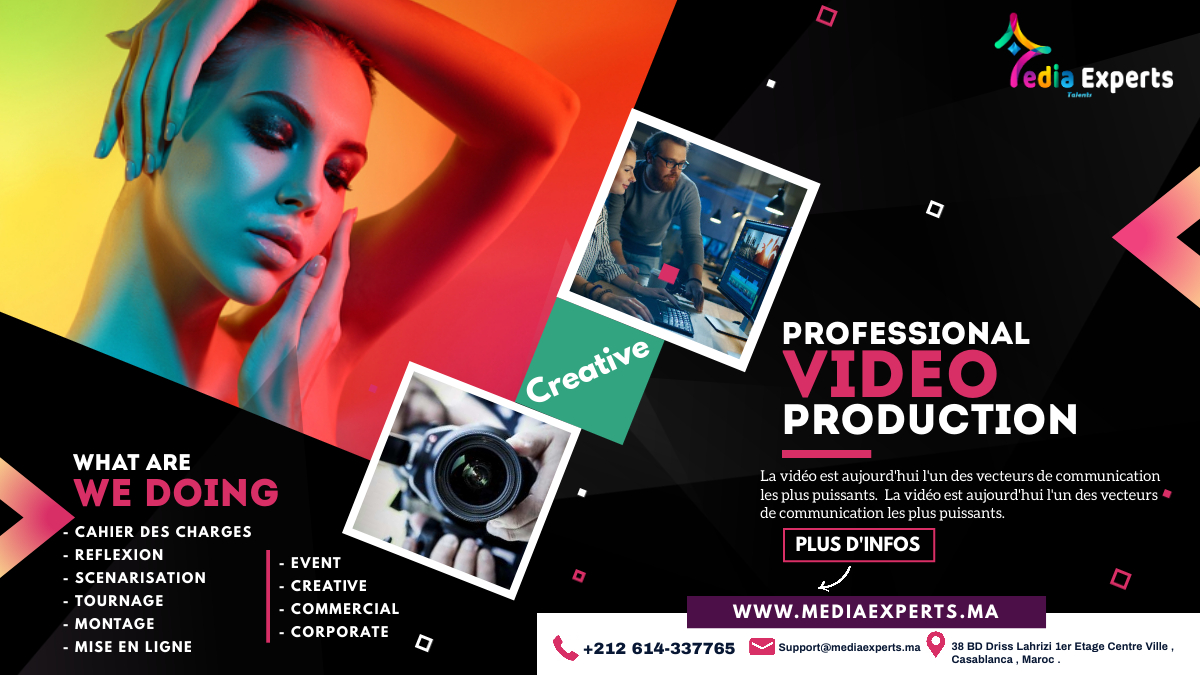 Media Experts
Talents
Creative
PROFESSIONAL
VIDEO
PRODUCTION
La vidéo est aujourd'hui l'un des vecteurs de communication
les plus puissants. La vidéo est aujourd'hui l'un des vecteurs
de communication les plus puissants.
PLUS D'INFOS
WHAT ARE
WE DOING
- CAHIER DES CHARGES
- REFLEXION
- SCENARISATION
- TOURNAGE
- MONTAGE
- MISE EN LIGNE
- EVENT
- CREATIVE
- COMMERCIAL
- CORPORATE
WWW.MEDIAEXPERTS.MA
+212 614-337765
Support@mediaexperts.ma
38 BD Driss Lahrizi 1er Etage Centre Ville ,
Casablanca , Maroc .